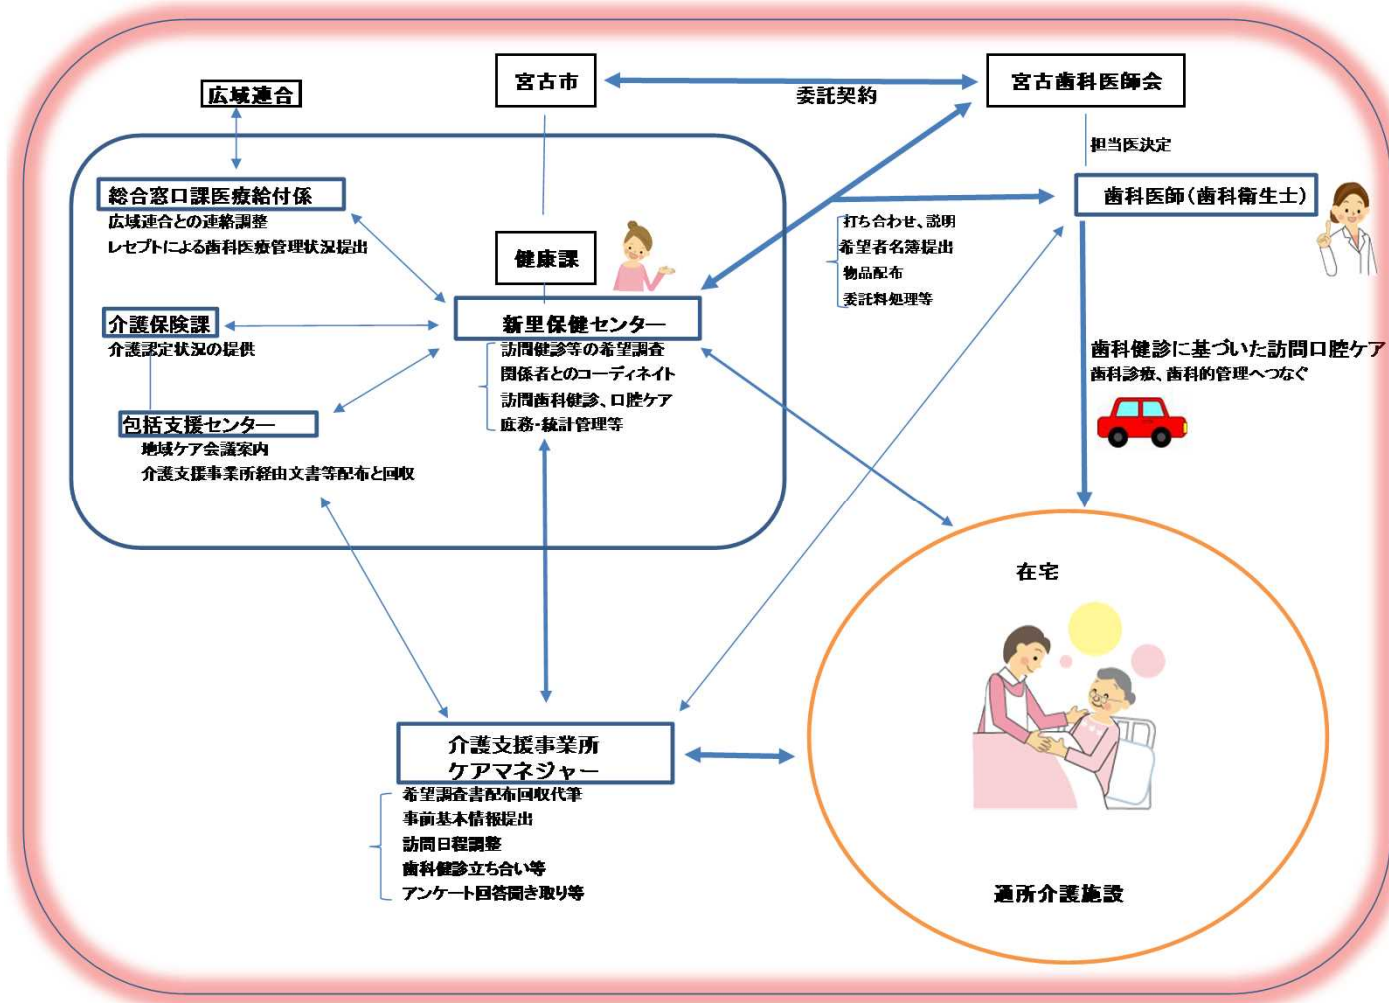 宮古市
宮古歯科医師会
広域連合
委託契約
担当医決定
総合窓口課医療給付係
広域連合との連絡調整
レセプトによる歯科医療管理状況提出
歯科医師(歯科衛生士)
打ち合わせ、説明
希望者名簿提出
物品配布
委託料処理等
健康課
新里保健センター
訪問健診等の希望調査
関係者とのコーディネイト
訪問歯科健診、口腔ケア
庶務・統計管理等
介護保険課
介護認定状況の提供
包括支援センター
地域ケア会議案内
介護支援事業所経由文書等配布と回収
歯科健診に基づいた訪問口腔ケア
歯科診療、歯科的管理へつなぐ
在宅
通所介護施設
介護支援事業所
ケアマネジャー
希望調査書配布回収代筆
事前基本情報提出
訪問日程調整
歯科健診立ち合い等
アンケート回答聞き取り等